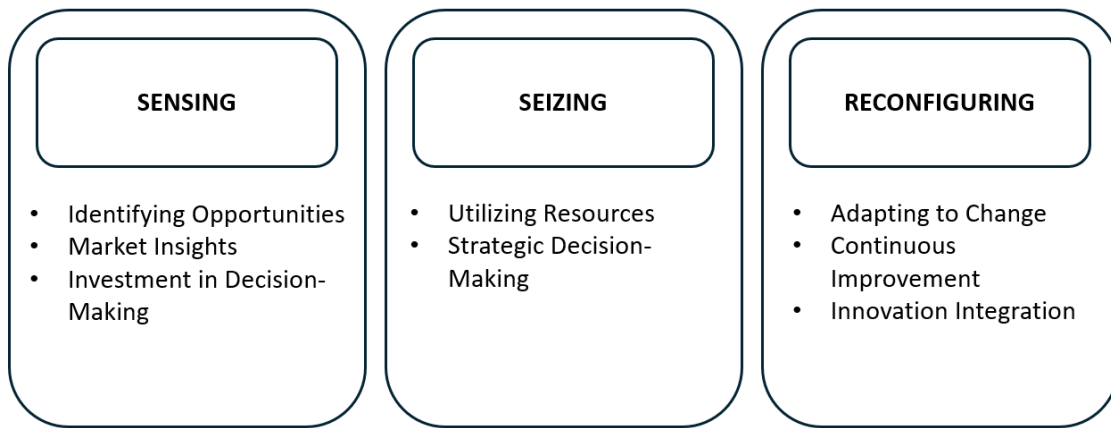 SENSING
• Identifying Opportunities
• Market Insights
• Investment in Decision-
Making
SEIZING
• Utilizing Resources
• Strategic Decision-
Making
RECONFIGURING
• Adapting to Change
• Continuous
Improvement
• Innovation Integration